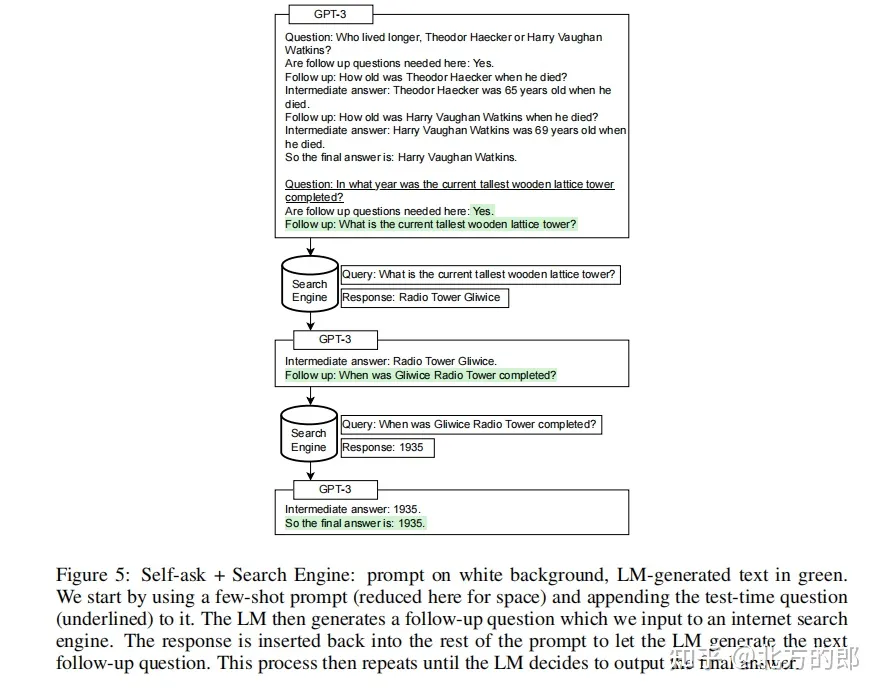 GPT-3
Question: Who lived longer, Theodor Haecker or Harry Vaughan
Watkins?
Are follow up questions needed here: Yes.
Follow up: How old was Theodor Haecker when he died?
Intermediate answer: Theodor Haecker was 65 years old when he
died.
Follow up: How old was Harry Vaughan Watkins when he died?
Intermediate answer: Harry Vaughan Watkins was 69 years old when
he died.
So the final answer is: Harry Vaughan Watkins.
Question: In what year was the current tallest wooden lattice tower
completed?
Are follow up questions needed here: Yes.
Follow up: What is the current tallest wooden lattice tower?
Search
Engine
Query: What is the current tallest wooden lattice tower?
Response: Radio Tower Gliwice
GPT-3
Intermediate answer: Radio Tower Gliwice.
Follow up: When was Gliwice Radio Tower completed?
Search
Engine
Query: When was Gliwice Radio Tower completed?
Response: 1935
GPT-3
Intermediate answer: 1935.
So the final answer is: 1935.
Figure 5: Self-ask + Search Engine: prompt on white background, LM-generated text in green.
We start by using a few-shot prompt (reduced here for space) and appending the test-time question
(underlined) to it. The LM then generates a follow-up question which we input to an internet search
engine. The response is inserted back into the rest of the prompt to let the LM generate the next
follow-up question. This process then repeats until the LM decides to output the final answer.
知乎 @北方的郎